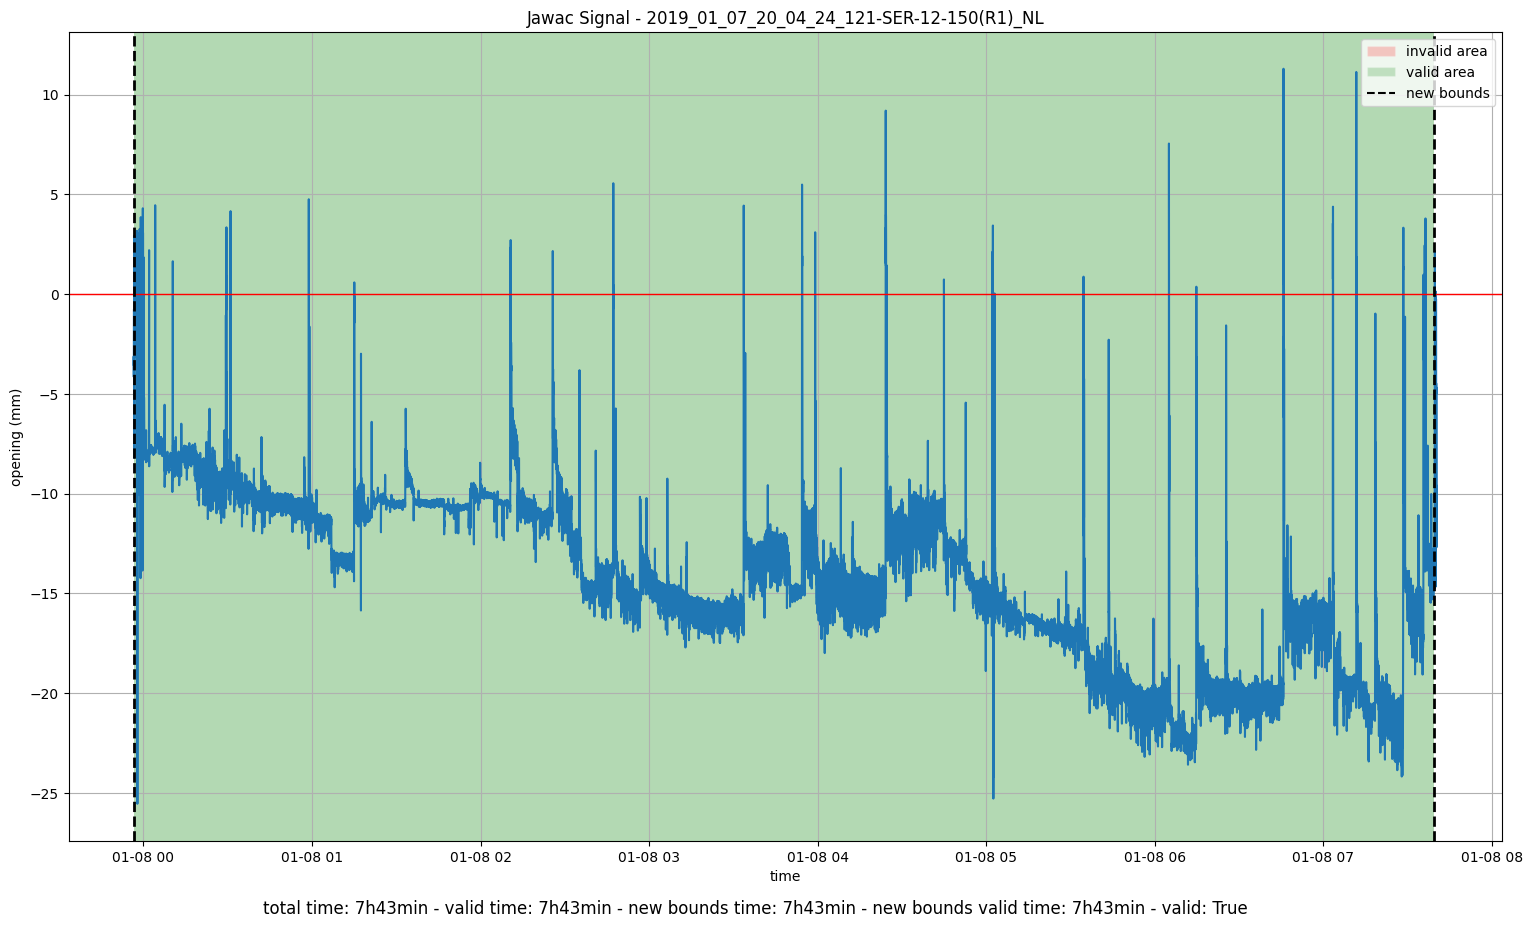 Jawac Signal - 2019_01_07_20_04_24_121-SER-12-150(R1)_NL
invalid area
valid area
new bounds
10
5
0
−5
−10
−15
−20
−25
opening (mm)
01-08 00
01-08 01
01-08 02
01-08 03
01-08 04
01-08 05
01-08 06
01-08 07
01-08 08
time
total time: 7h43min - valid time: 7h43min - new bounds time: 7h43min - new bounds valid time: 7h43min - valid: True